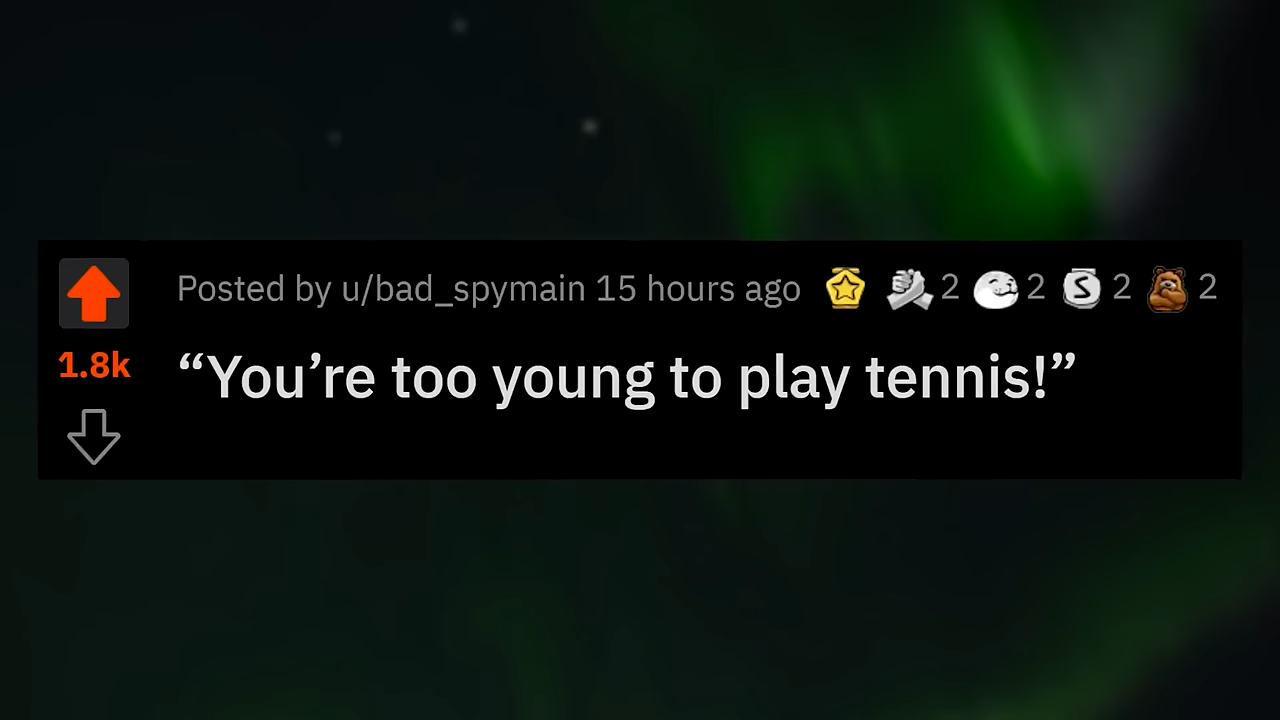 Posted by u/bad_spymain 15 hours ago 2 2 S 2 2
1.8k
“You’re too young to play tennis!”